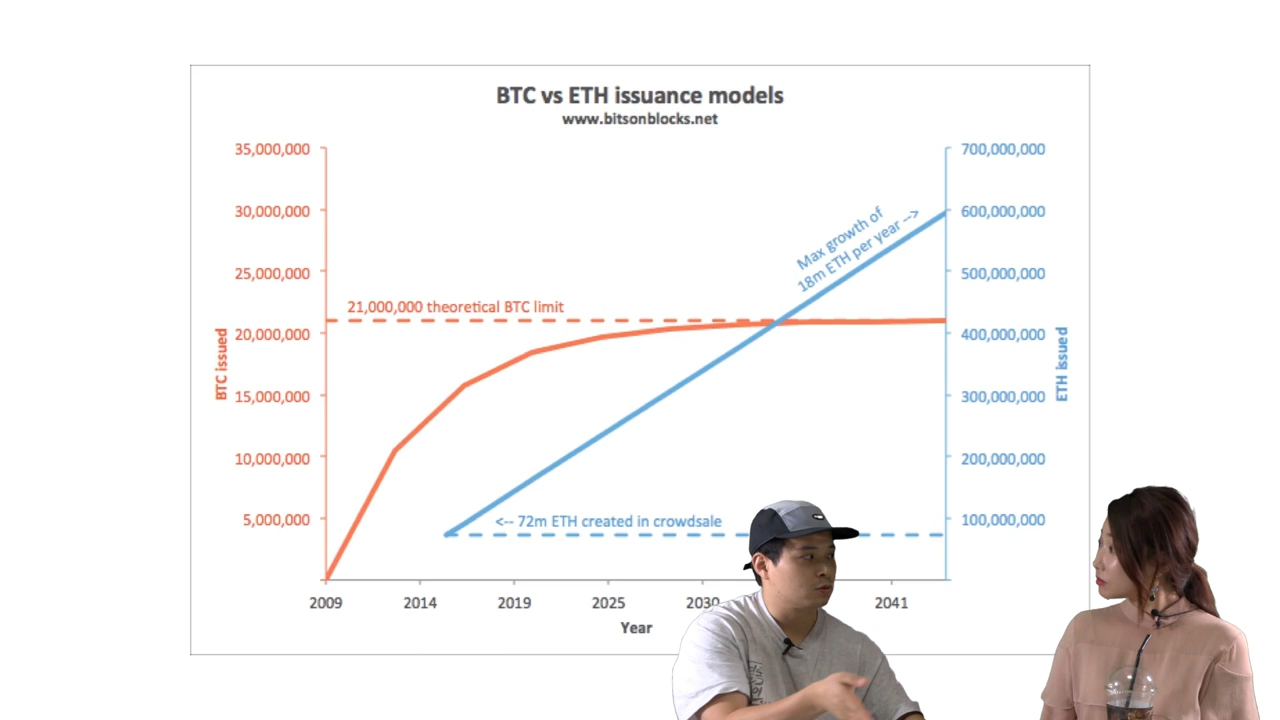 BTC vs ETH issuance models
www.bitsonblocks.net
35,000,000
30,000,000
25,000,000
20,000,000
15,000,000
10,000,000
5,000,000
BTC issued
21,000,000 theoretical BTC limit
Max growth of
18m ETH per year -->
<-- 72m ETH created in crowdsale
700,000,000
600,000,000
500,000,000
400,000,000
300,000,000
200,000,000
100,000,000
ETH issued
2009
2014
2019
2025
2030
2041
Year